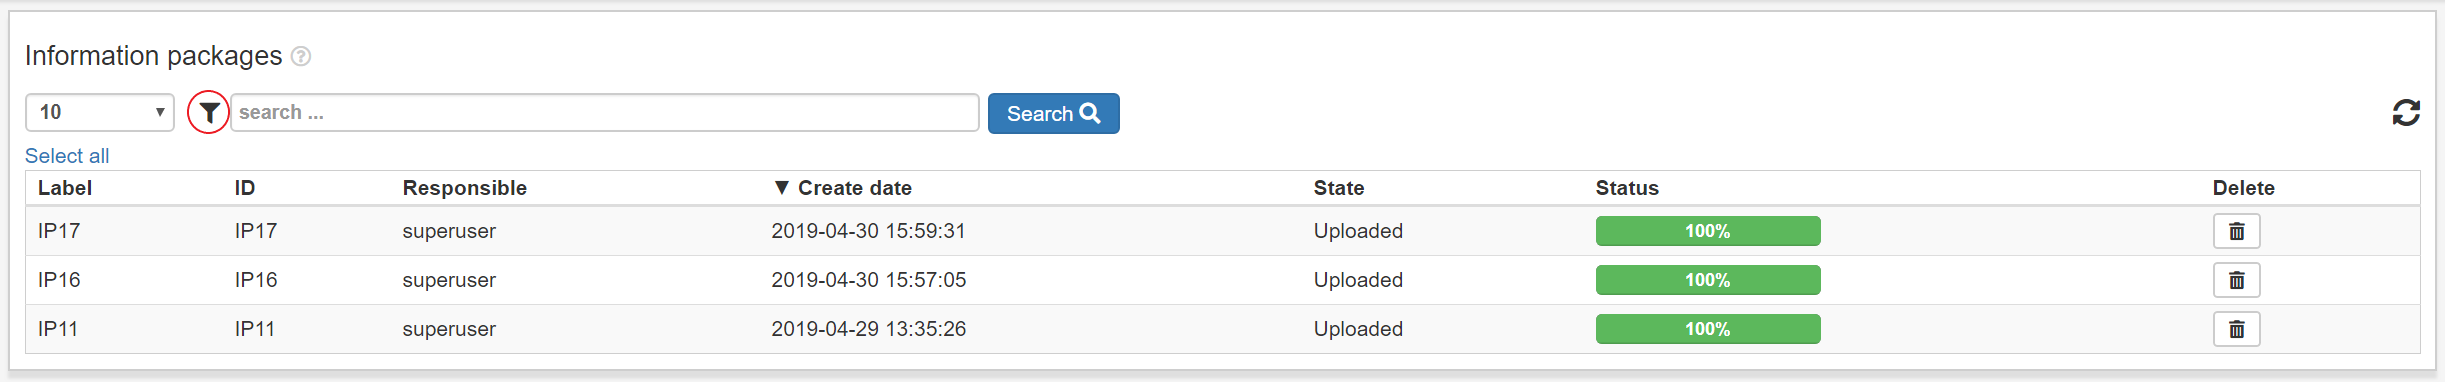 Information packages ?
10 ▼ search ... Search
Select all
Label ID Responsible ▼ Create date State Status Delete
IP17 IP17 superuser 2019-04-30 15:59:31 Uploaded 100%
IP16 IP16 superuser 2019-04-30 15:57:05 Uploaded 100%
IP11 IP11 superuser 2019-04-29 13:35:26 Uploaded 100%